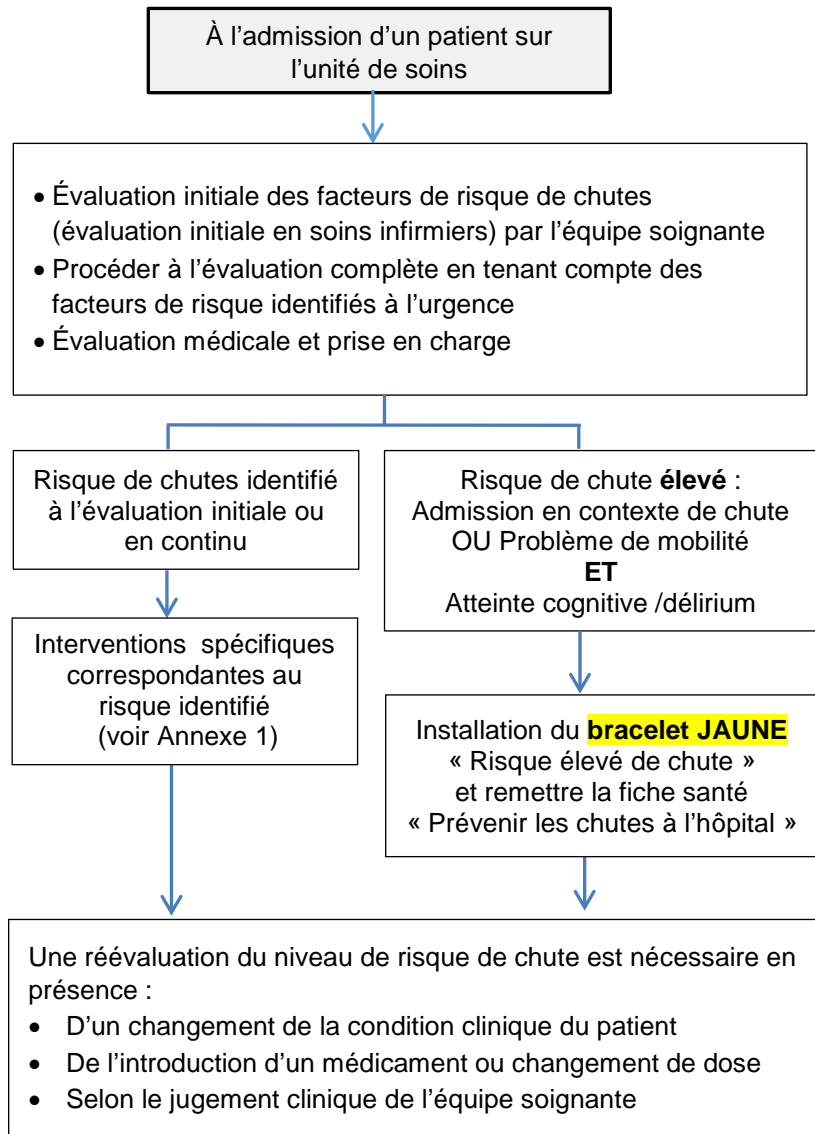 À l’admission d’un patient sur
l’unité de soins
• Évaluation initiale des facteurs de risque de chutes
(évaluation initiale en soins infirmiers) par l’équipe soignante
• Procéder à l’évaluation complète en tenant compte des
facteurs de risque identifiés à l’urgence
• Évaluation médicale et prise en charge
Risque de chutes identifié
à l’évaluation initiale ou
en continu
Interventions spécifiques
correspondantes au
risque identifié
(voir Annexe 1)
Risque de chute élevé :
Admission en contexte de chute
OU Problème de mobilité
ET
Atteinte cognitive /délirium
Installation du bracelet JAUNE
« Risque élevé de chute »
et remettre la fiche santé
« Prévenir les chutes à l’hôpital »
Une réévaluation du niveau de risque de chute est nécessaire en
présence :
• D’un changement de la condition clinique du patient
• De l’introduction d’un médicament ou changement de dose
• Selon le jugement clinique de l’équipe soignante